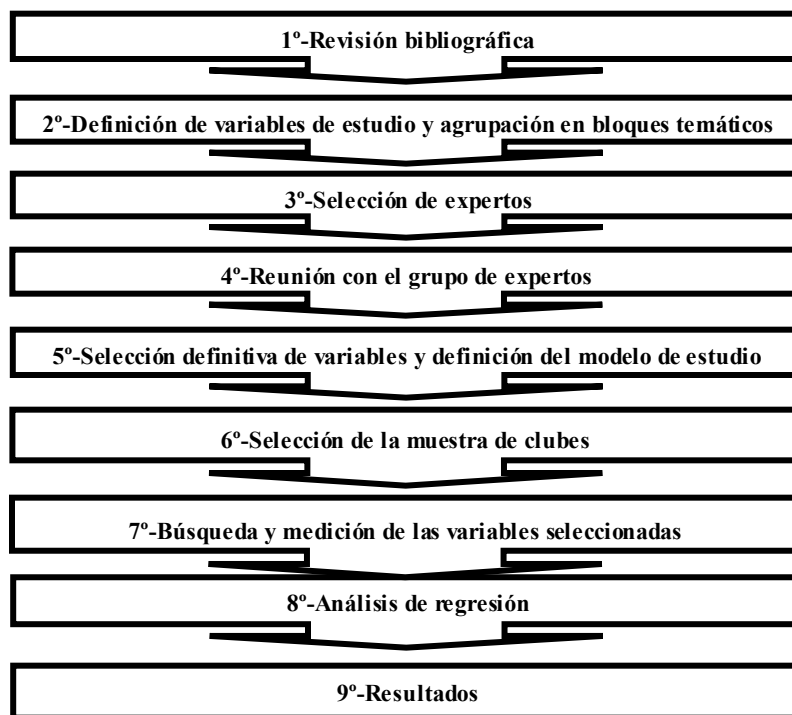 1º-Revisión bibliográfica
2º-Definición de variables de estudio y agrupación en bloques temáticos
3º-Selección de expertos
4º-Reunión con el grupo de expertos
5º-Selección definitiva de variables y definición del modelo de estudio
6º-Selección de la muestra de clubes
7º-Búsqueda y medición de las variables seleccionadas
8º-Análisis de regresión
9º-Resultados